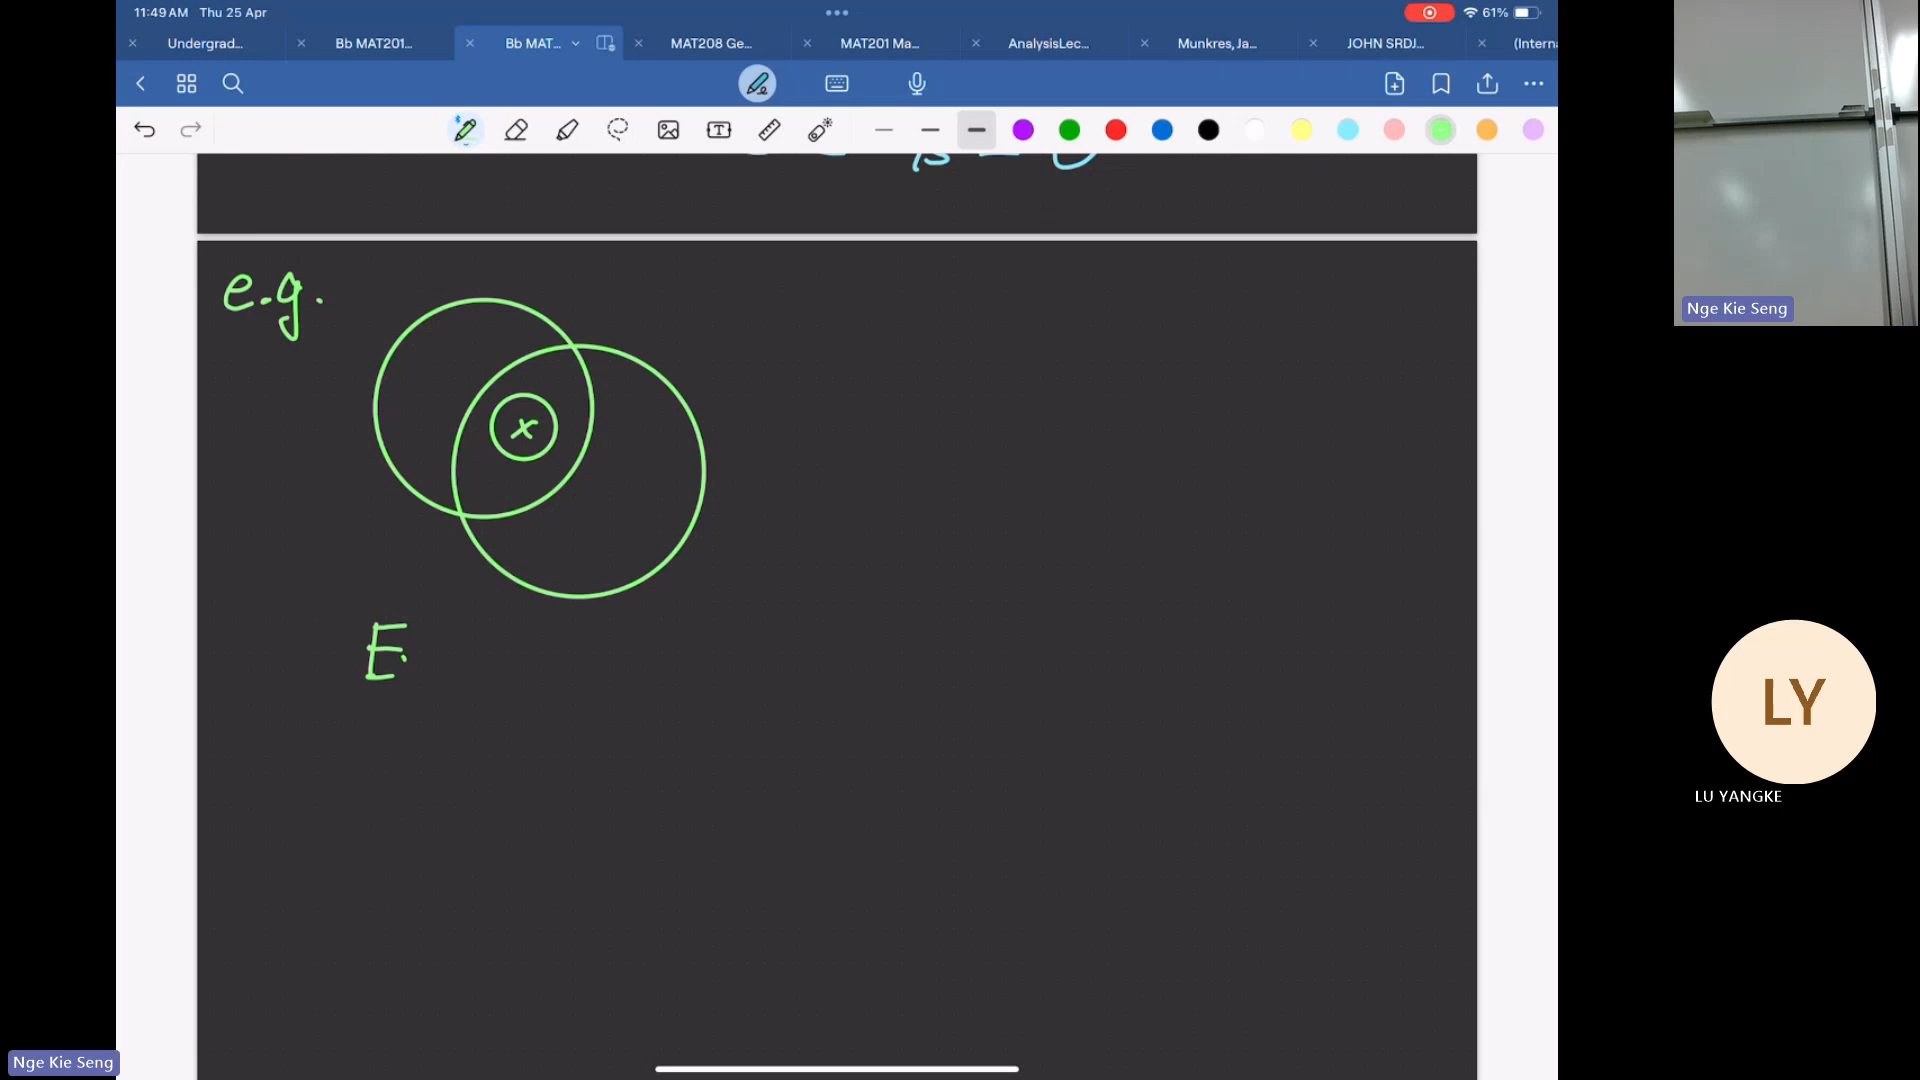 11:49 AM Thu 25 Apr
61%
Undergrad...
Bb MAT201...
Bb MAT...
MAT208 Ge...
MAT201 Ma...
AnalysisLec...
Munkres, Ja...
JOHN SRDJ...
(Intern
T
e.g.
x
E
Nge Kie Seng
LY
LU YANGKE
Nge Kie Seng